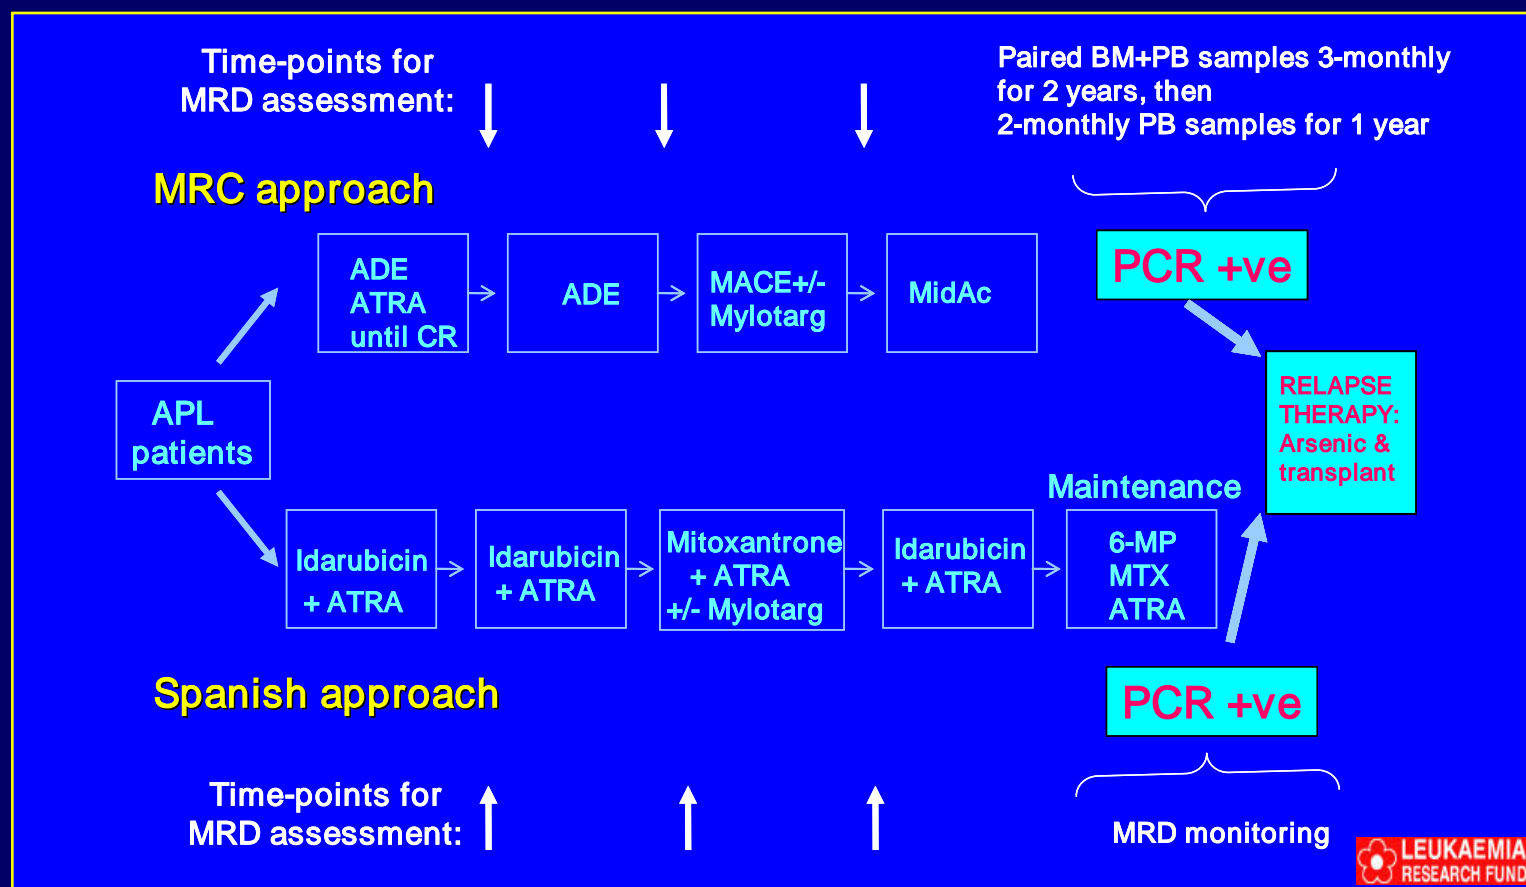 Time-points for
MRD assessment:
Paired BM+PB samples 3-monthly
for 2 years, then
2-monthly PB samples for 1 year
MRC approach
ADE
ATRA
until CR
ADE
MACE+/-
Mylotarg
MidAc
PCR +ve
APL
patients
RELAPSE
THERAPY:
Arsenic &
transplant
Maintenance
Idarubicin
+ ATRA
Idarubicin
+ ATRA
Mitoxantrone
+ ATRA
+/- Mylotarg
Idarubicin
+ ATRA
6-MP
MTX
ATRA
Spanish approach
PCR +ve
Time-points for
MRD assessment:
MRD monitoring
LEUKAEMIA
RESEARCH FUND